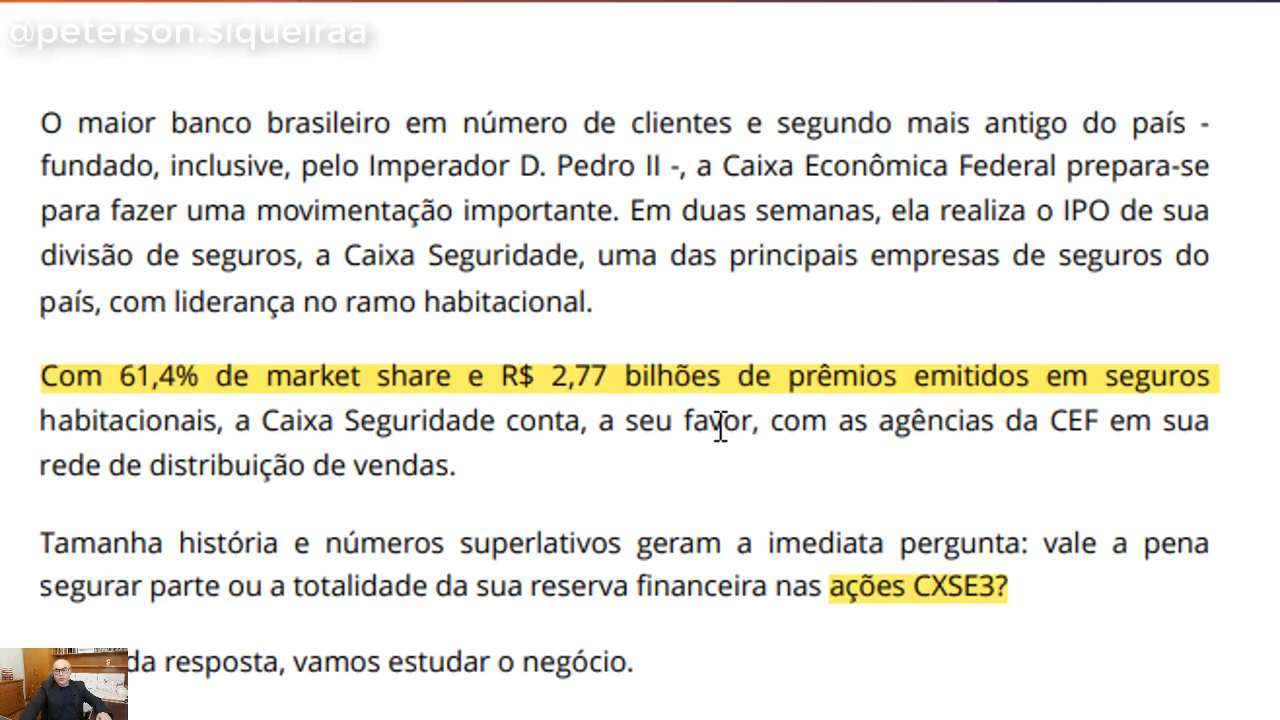 @peterson.siqueiraa
O maior banco brasileiro em número de clientes e segundo mais antigo do país -
fundado, inclusive, pelo Imperador D. Pedro II -, a Caixa Econômica Federal prepara-se
para fazer uma movimentação importante. Em duas semanas, ela realiza o IPO de sua
divisão de seguros, a Caixa Seguridade, uma das principais empresas de seguros do
país, com liderança no ramo habitacional.
Com 61,4% de market share e R$ 2,77 bilhões de prêmios emitidos em seguros
habitacionais, a Caixa Seguridade conta, a seu favor, com as agências da CEF em sua
rede de distribuição de vendas.
Tamanha história e números superlativos geram a imediata pergunta: vale a pena
segurar parte ou a totalidade da sua reserva financeira nas ações CXSE3?
da resposta, vamos estudar o negócio.